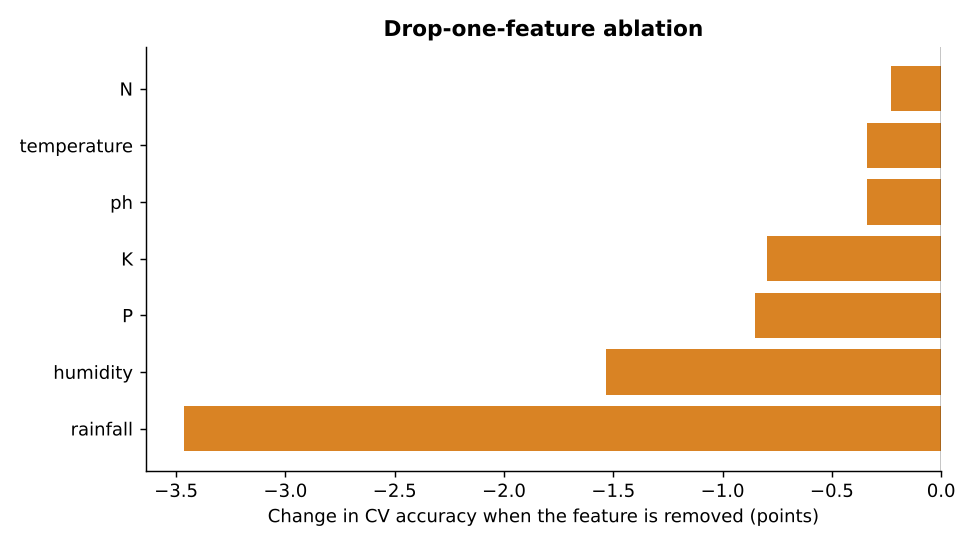 Drop-one-feature ablation
N
temperature
ph
K
P
humidity
rainfall
−3.5 −3.0 −2.5 −2.0 −1.5 −1.0 −0.5 0.0
Change in CV accuracy when the feature is removed (points)